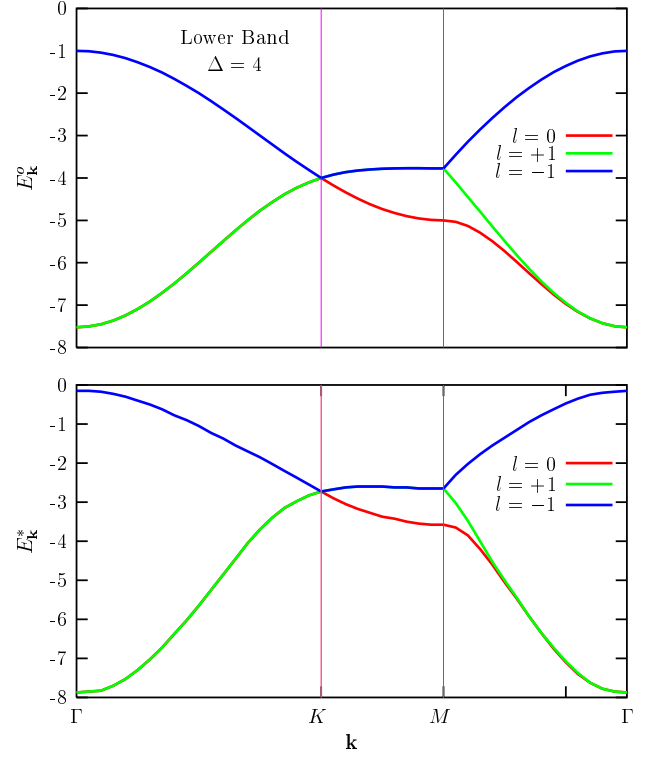 0
-1
-2
-3
-4
-5
-6
-7
-8
E^o_k
Lower Band
Δ = 4
l = 0
l = +1
l = −1
0
-1
-2
-3
-4
-5
-6
-7
-8
E^*_k
l = 0
l = +1
l = −1
Γ K M Γ
k